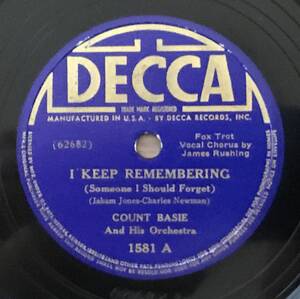 DECCA
TRADE MARK REGISTERED
MANUFACTURED IN U.S.A. - BY DECCA RECORDS, INC.
(62682)
Fox Trot
Vocal Chorus by
James Rushing
I KEEP REMEMBERING
(Someone I Should Forget)
(Isham Jones-Charles Newman)
COUNT BASIE
And His Orchestra
1581 A